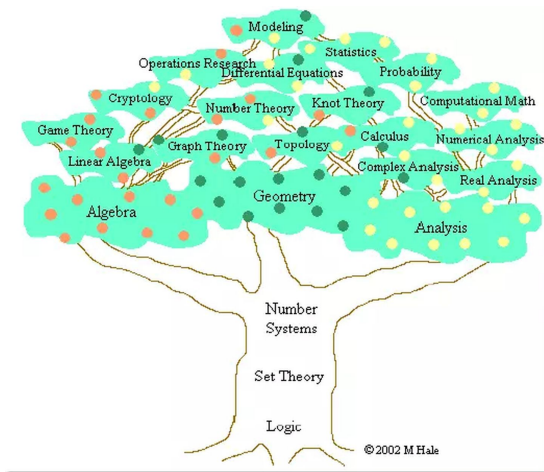 Modeling
Statistics
Operations Research
Differential Equations
Probability
Cryptology
Number Theory
Knot Theory
Computational Math
Game Theory
Linear Algebra
Graph Theory
Topology
Calculus
Numerical Analysis
Complex Analysis
Real Analysis
Algebra
Geometry
Analysis
Number
Systems
Set Theory
Logic
©2002 M Hale